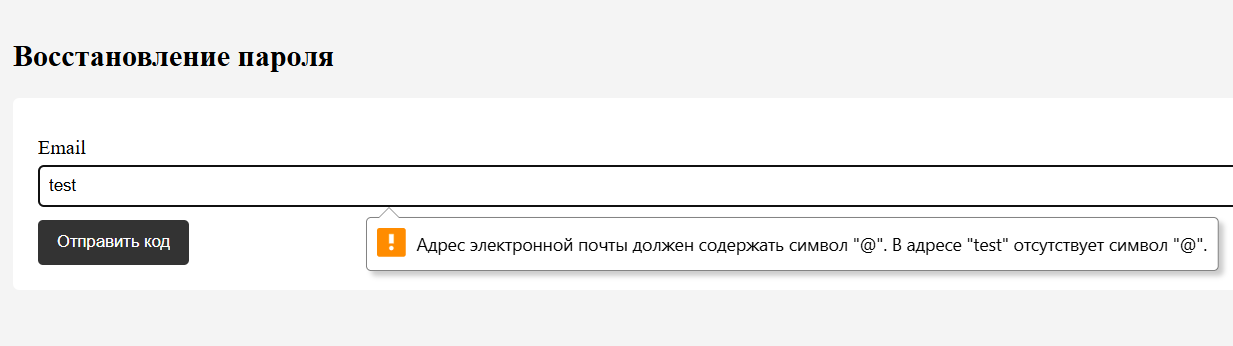 Восстановление пароля
Email
test
Отправить код
Адрес электронной почты должен содержать символ "@". В адресе "test" отсутствует символ "@".